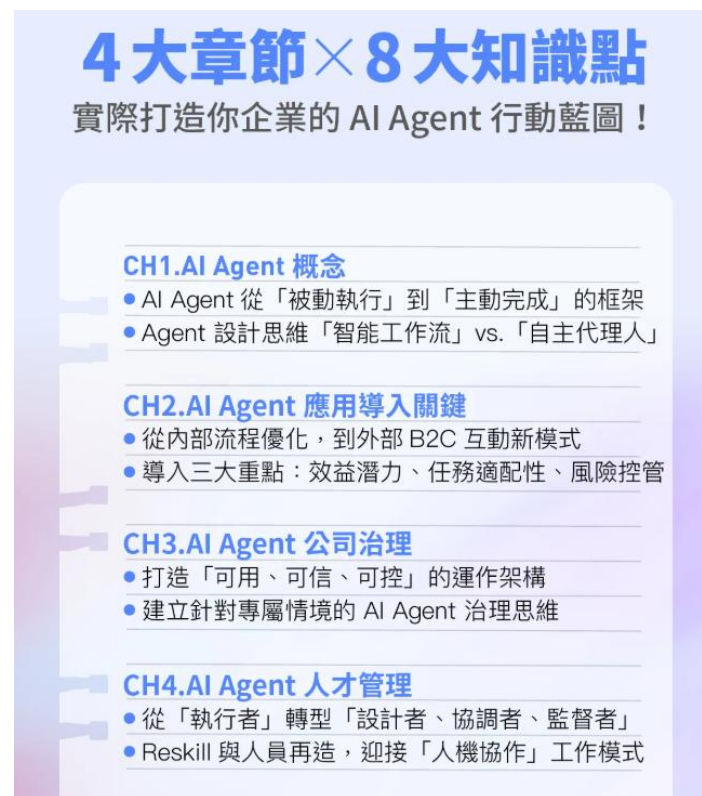 4大章節×8大知識點
實際打造你企業的 AI Agent 行動藍圖！
CH1.AI Agent 概念
• AI Agent 從「被動執行」到「主動完成」的框架
• Agent 設計思維「智能工作流」vs.「自主代理人」
CH2.AI Agent 應用導入關鍵
• 從內部流程優化，到外部 B2C 互動新模式
• 導入三大重點：效益潛力、任務適配性、風險控管
CH3.AI Agent 公司治理
• 打造「可用、可信、可控」的運作架構
• 建立針對專屬情境的 AI Agent 治理思維
CH4.AI Agent 人才管理
• 從「執行者」轉型「設計者、協調者、監督者」
• Reskill 與人員再造，迎接「人機協作」工作模式